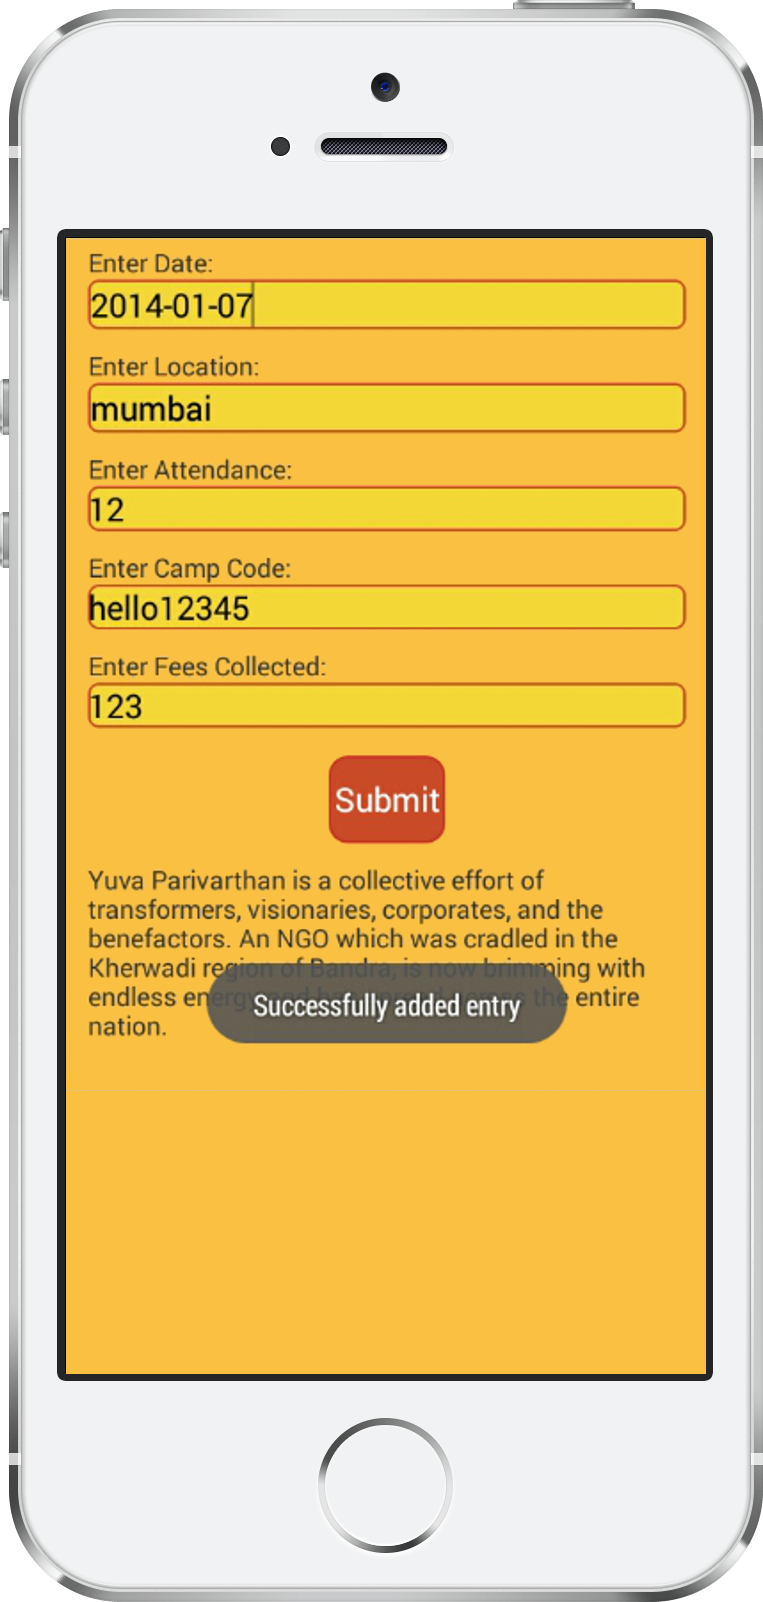 Enter Date:
2014-01-07
Enter Location:
mumbai
Enter Attendance:
12
Enter Camp Code:
hello12345
Enter Fees Collected:
123
Submit
Yuva Parivarthan is a collective effort of
transformers, visionaries, corporates, and the
benefactors. An NGO which was cradled in the
Kherwadi region of Bandra, is now brimming with
endless energy and the entire
nation.
Successfully added entry